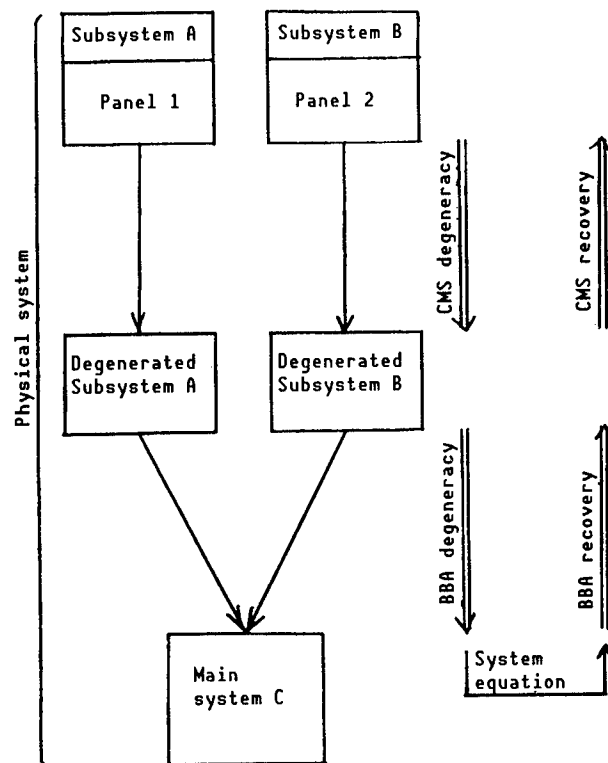 Subsystem A
Panel 1
Subsystem B
Panel 2
Physical system
CMS degeneracy
CMS recovery
Degenerated
Subsystem A
Degenerated
Subsystem B
BBA degeneracy
BBA recovery
Main
system C
System
equation